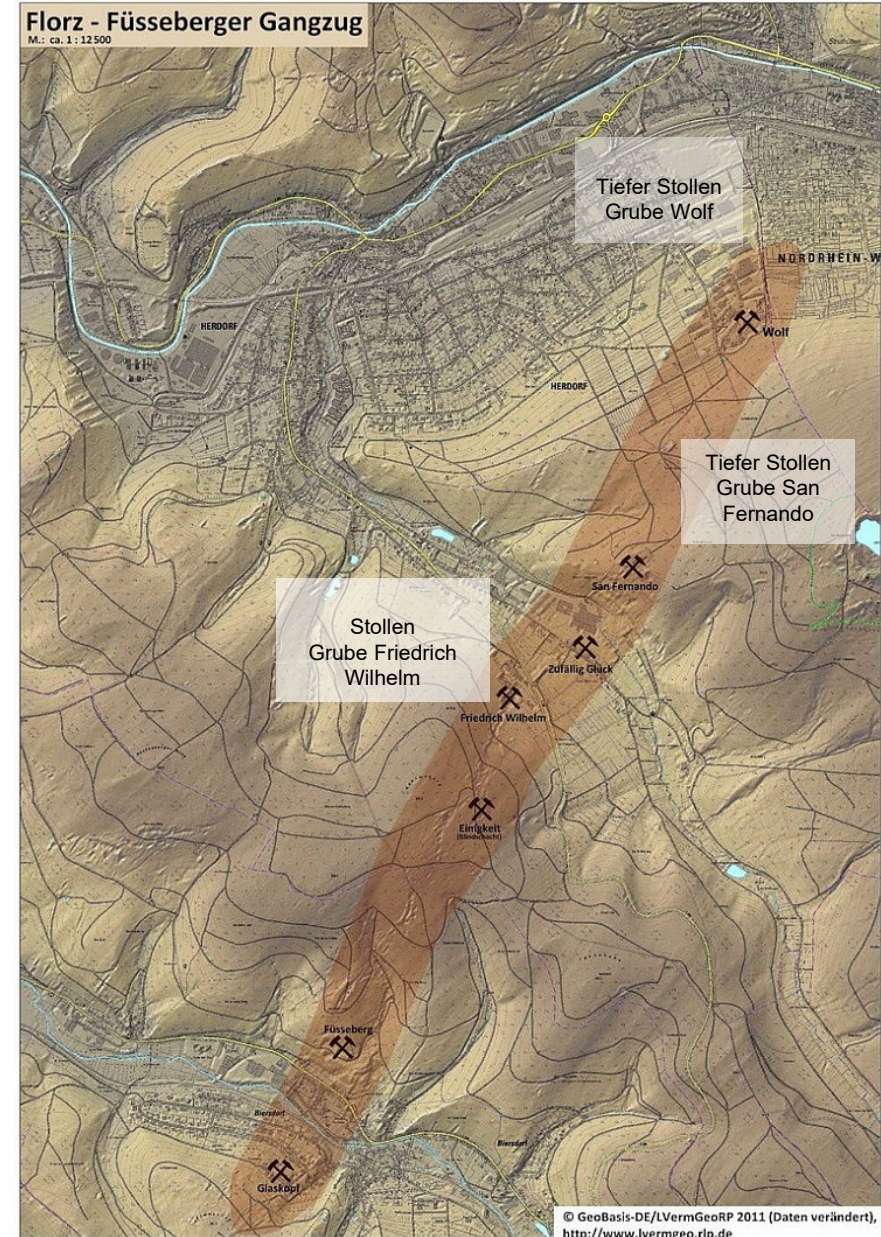 Florz - Füsseberger Gangzug
M.: ca. 1 : 12 500
Tiefer Stollen
Grube Wolf
NORDRHEIN-W
HERDORF
Wolf
HERDORF
Tiefer Stollen
Grube San
Fernando
San Fernando
Stollen
Grube Friedrich
Wilhelm
Zufällig Glück
Friedrich Wilhelm
Einigkeit
(Blindschacht)
Füsseberg
Biersdorf
Biersdorf
Glaskopf
© GeoBasis-DE/LVermGeoRP 2011 (Daten verändert),
http://www.lvermgeo.rlp.de